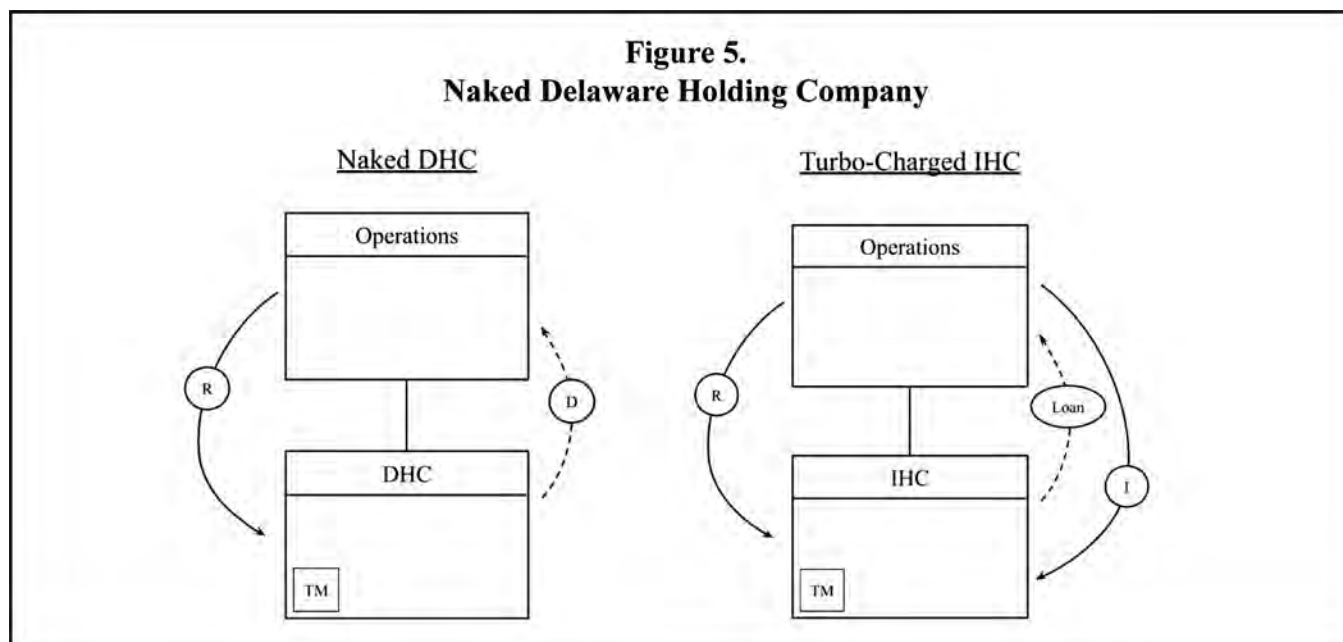 Figure 5.
Naked Delaware Holding Company
Naked DHC
Operations
R
D
DHC
TM
Turbo-Charged IHC
Operations
R
Loan
IHC
I
TM